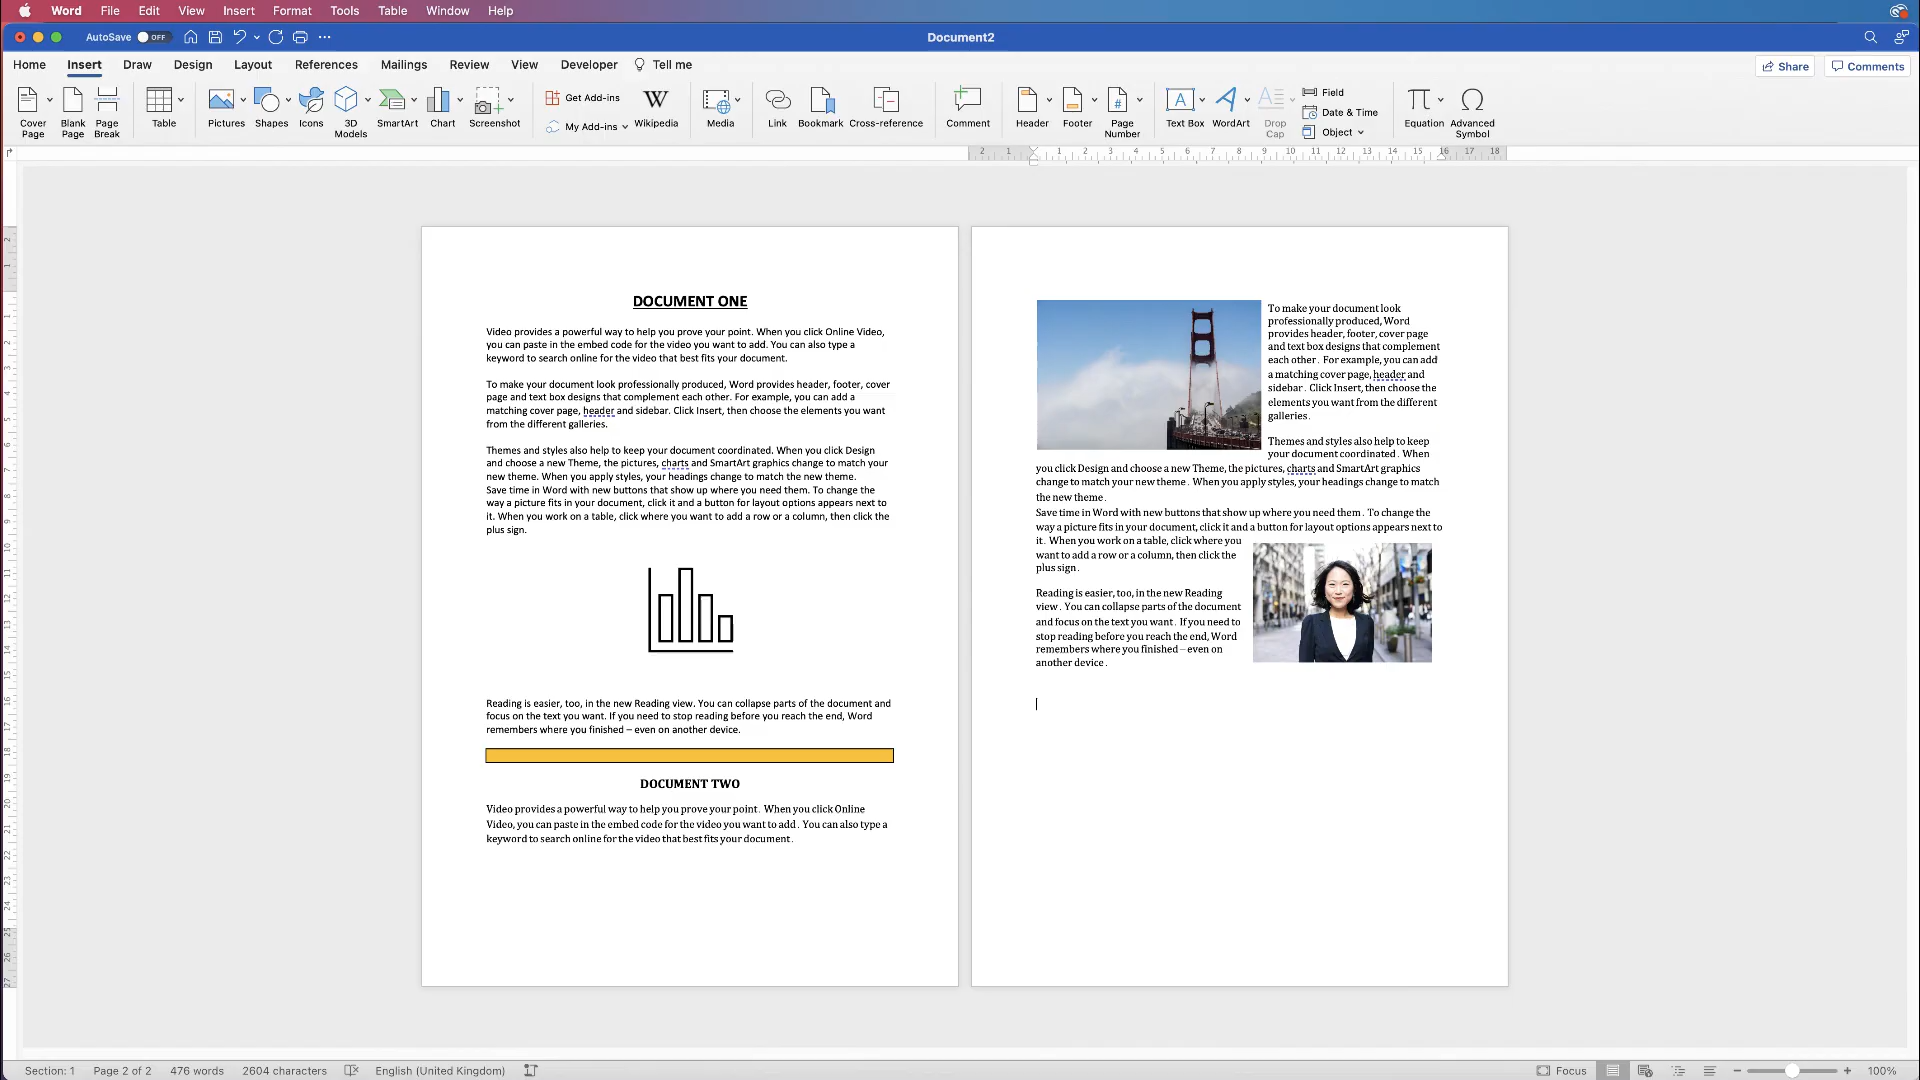 Word File Edit View Insert Format Tools Table Window Help
AutoSave OFF Document2
Home Insert Draw Design Layout References Mailings Review View Developer Tell me Share Comments
Cover Page
Blank Page
Page Break
Table
Pictures
Shapes
Icons
3D Models
SmartArt
Chart
Screenshot
Get Add-ins
My Add-ins
Wikipedia
Media
Link
Bookmark
Cross-reference
Comment
Header
Footer
Page Number
Text Box
WordArt
Drop Cap
Field
Date & Time
Object
Equation
Advanced Symbol
2 1 1 2 3 4 5 6 7 8 9 10 11 12 13 14 15 16 17 18
DOCUMENT ONE
Video provides a powerful way to help you prove your point. When you click Online Video,
you can paste in the embed code for the video you want to add. You can also type a
keyword to search online for the video that best fits your document.
To make your document look professionally produced, Word provides header, footer, cover
page and text box designs that complement each other. For example, you can add a
matching cover page, header and sidebar. Click Insert, then choose the elements you want
from the different galleries.
Themes and styles also help to keep your document coordinated. When you click Design
and choose a new Theme, the pictures, charts and SmartArt graphics change to match your
new theme. When you apply styles, your headings change to match the new theme.
Save time in Word with new buttons that show up where you need them. To change the
way a picture fits in your document, click it and a button for layout options appears next to
it. When you work on a table, click where you want to add a row or a column, then click the
plus sign.
Reading is easier, too, in the new Reading view. You can collapse parts of the document and
focus on the text you want. If you need to stop reading before you reach the end, Word
remembers where you finished – even on another device.
DOCUMENT TWO
Video provides a powerful way to help you prove your point. When you click Online
Video, you can paste in the embed code for the video you want to add. You can also type a
keyword to search online for the video that best fits your document.
To make your document look
professionally produced, Word
provides header, footer, cover page
and text box designs that complement
each other. For example, you can add
a matching cover page, header and
sidebar. Click Insert, then choose the
elements you want from the different
galleries.
Themes and styles also help to keep
your document coordinated. When
you click Design and choose a new Theme, the pictures, charts and SmartArt graphics
change to match your new theme. When you apply styles, your headings change to match
the new theme.
Save time in Word with new buttons that show up where you need them. To change the
way a picture fits in your document, click it and a button for layout options appears next to
it. When you work on a table, click where you
want to add a row or a column, then click the
plus sign.
Reading is easier, too, in the new Reading
view. You can collapse parts of the document
and focus on the text you want. If you need to
stop reading before you reach the end, Word
remembers where you finished – even on
another device.
Section: 1 Page 2 of 2 476 words 2604 characters English (United Kingdom) Focus 100%